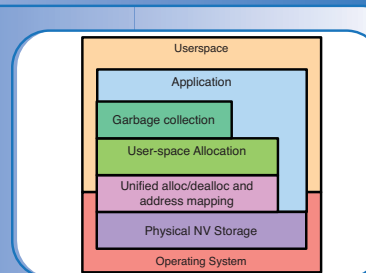 Userspace
Application
Garbage collection
User-space Allocation
Unified alloc/dealloc and
address mapping
Physical NV Storage
Operating System